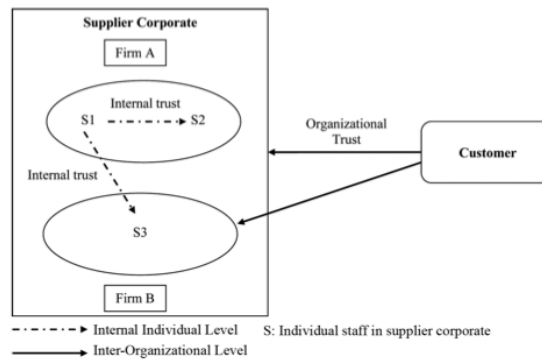 Supplier Corporate
Firm A
Internal trust
S1
S2
Organizational
Trust
Customer
Internal trust
S3
Firm B
Internal Individual Level
S: Individual staff in supplier corporate
Inter-Organizational Level